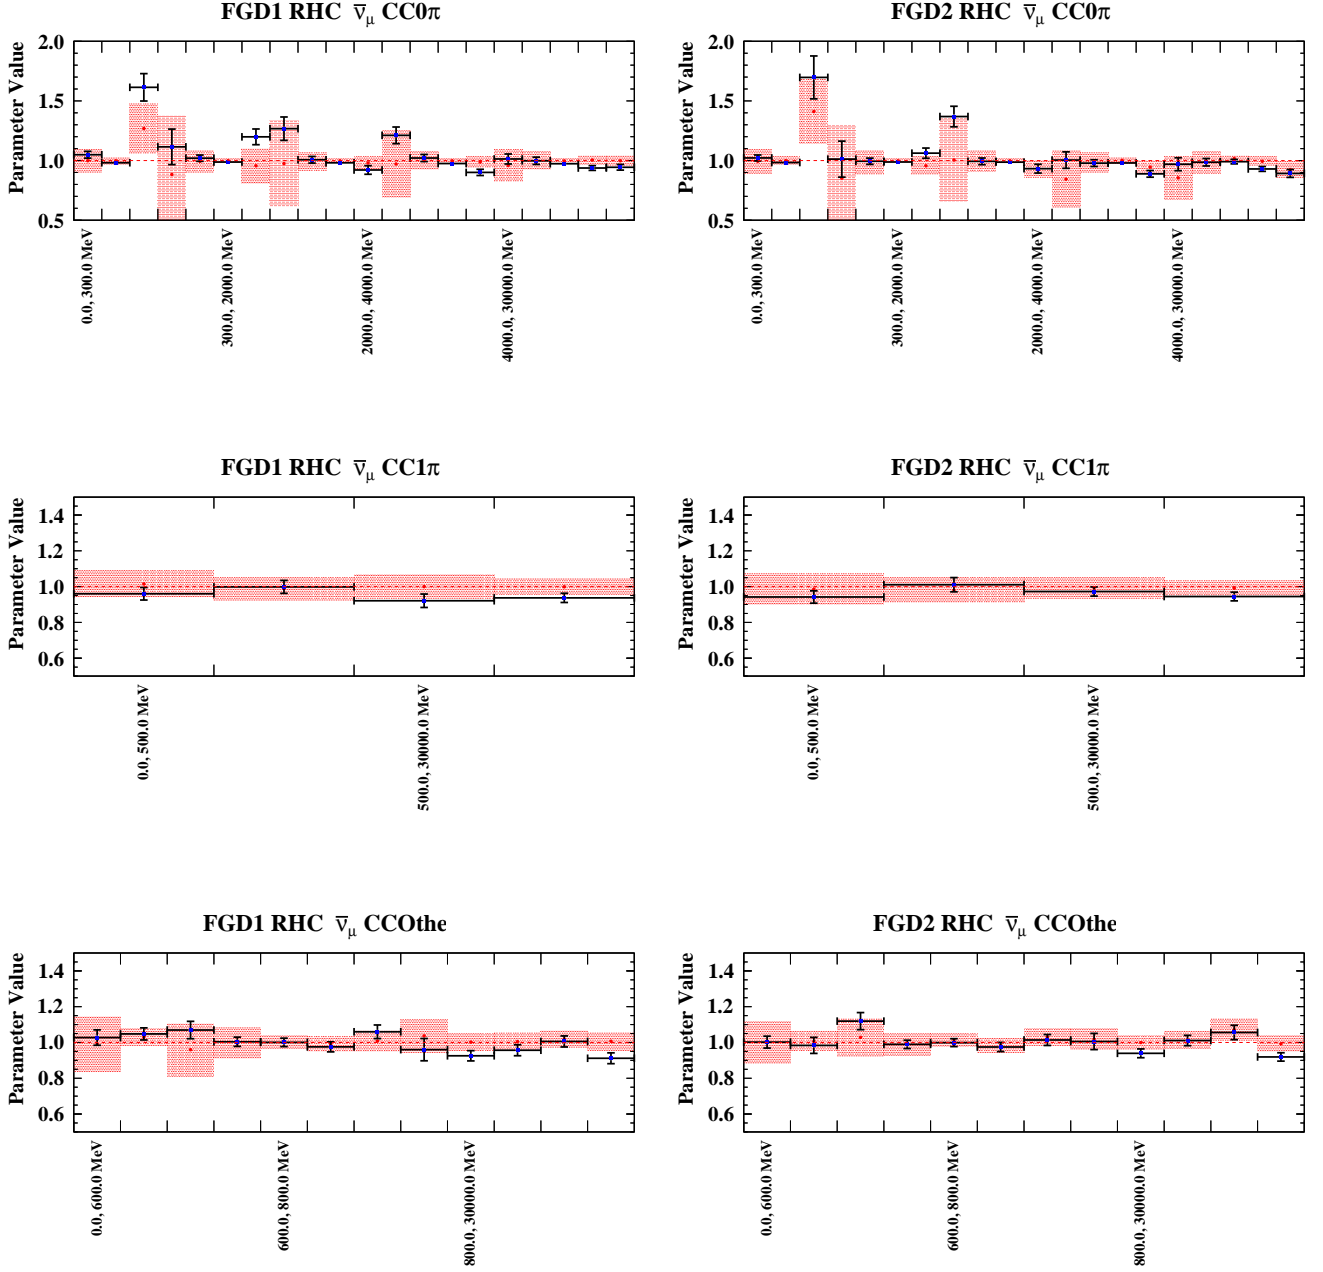 FGD1 RHC ν̅μ CC0π
Parameter Value
2.0
1.5
1.0
0.5
0.0, 300.0 MeV
300.0, 2000.0 MeV
2000.0, 4000.0 MeV
4000.0, 30000.0 MeV
FGD2 RHC ν̅μ CC0π
Parameter Value
2.0
1.5
1.0
0.5
0.0, 300.0 MeV
300.0, 2000.0 MeV
2000.0, 4000.0 MeV
4000.0, 30000.0 MeV
FGD1 RHC ν̅μ CC1π
Parameter Value
1.4
1.2
1.0
0.8
0.6
0.0, 500.0 MeV
500.0, 30000.0 MeV
FGD2 RHC ν̅μ CC1π
Parameter Value
1.4
1.2
1.0
0.8
0.6
0.0, 500.0 MeV
500.0, 30000.0 MeV
FGD1 RHC ν̅μ CCOthe
Parameter Value
1.4
1.2
1.0
0.8
0.6
0.0, 600.0 MeV
600.0, 800.0 MeV
800.0, 30000.0 MeV
FGD2 RHC ν̅μ CCOthe
Parameter Value
1.4
1.2
1.0
0.8
0.6
0.0, 600.0 MeV
600.0, 800.0 MeV
800.0, 30000.0 MeV